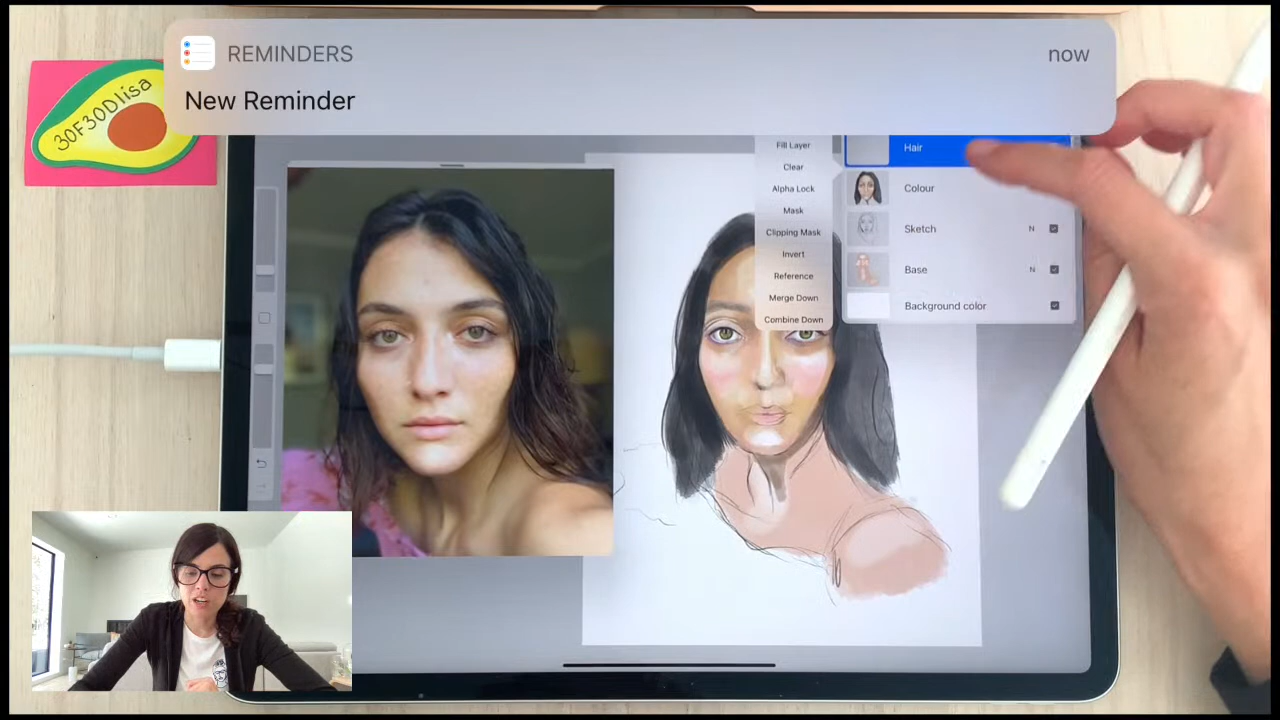 REMINDERS
now
New Reminder
30F30DIisa
Fill Layer
Clear
Alpha Lock
Mask
Clipping Mask
Invert
Reference
Merge Down
Combine Down
Hair
Colour
Sketch N
Base N
Background color